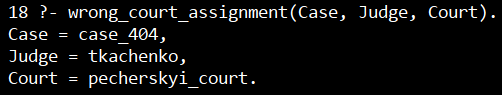 18 ?- wrong_court_assignment(Case, Judge, Court).
Case = case_404,
Judge = tkachenko,
Court = pecherskyi_court.